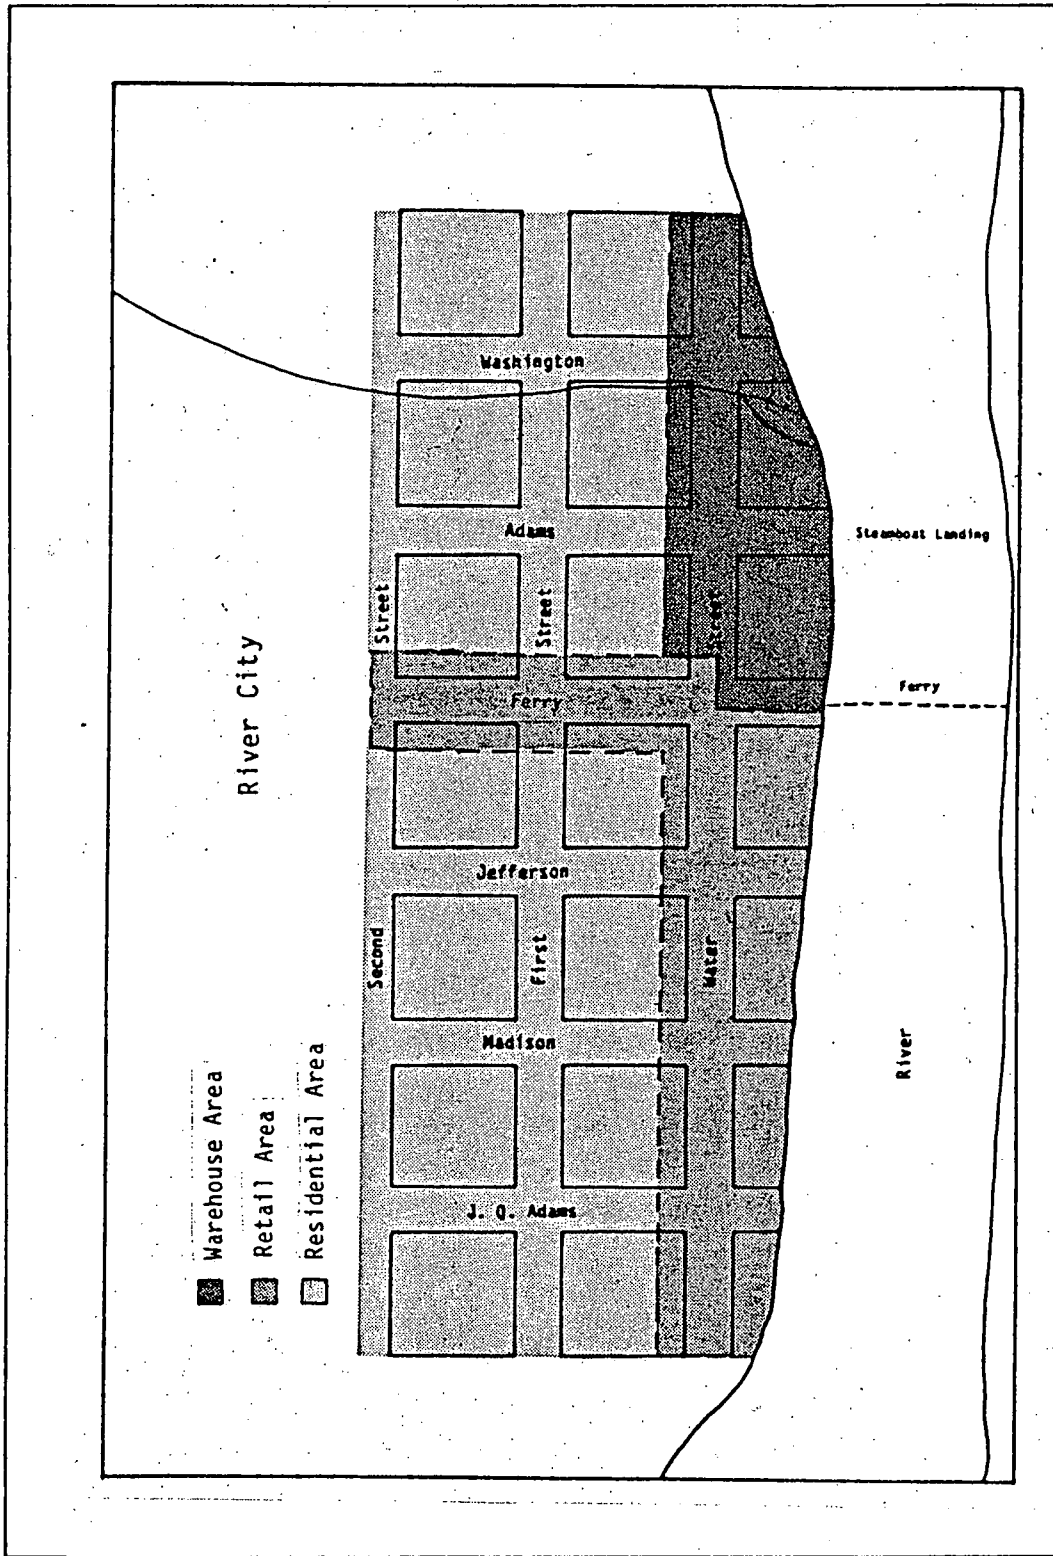 River City
Warehouse Area
Retail Area
Residential Area
Second Street
First Street
Water Street
J. Q. Adams
Madison
Jefferson
Ferry
Adams
Washington
River
Ferry
Steamboat Landing